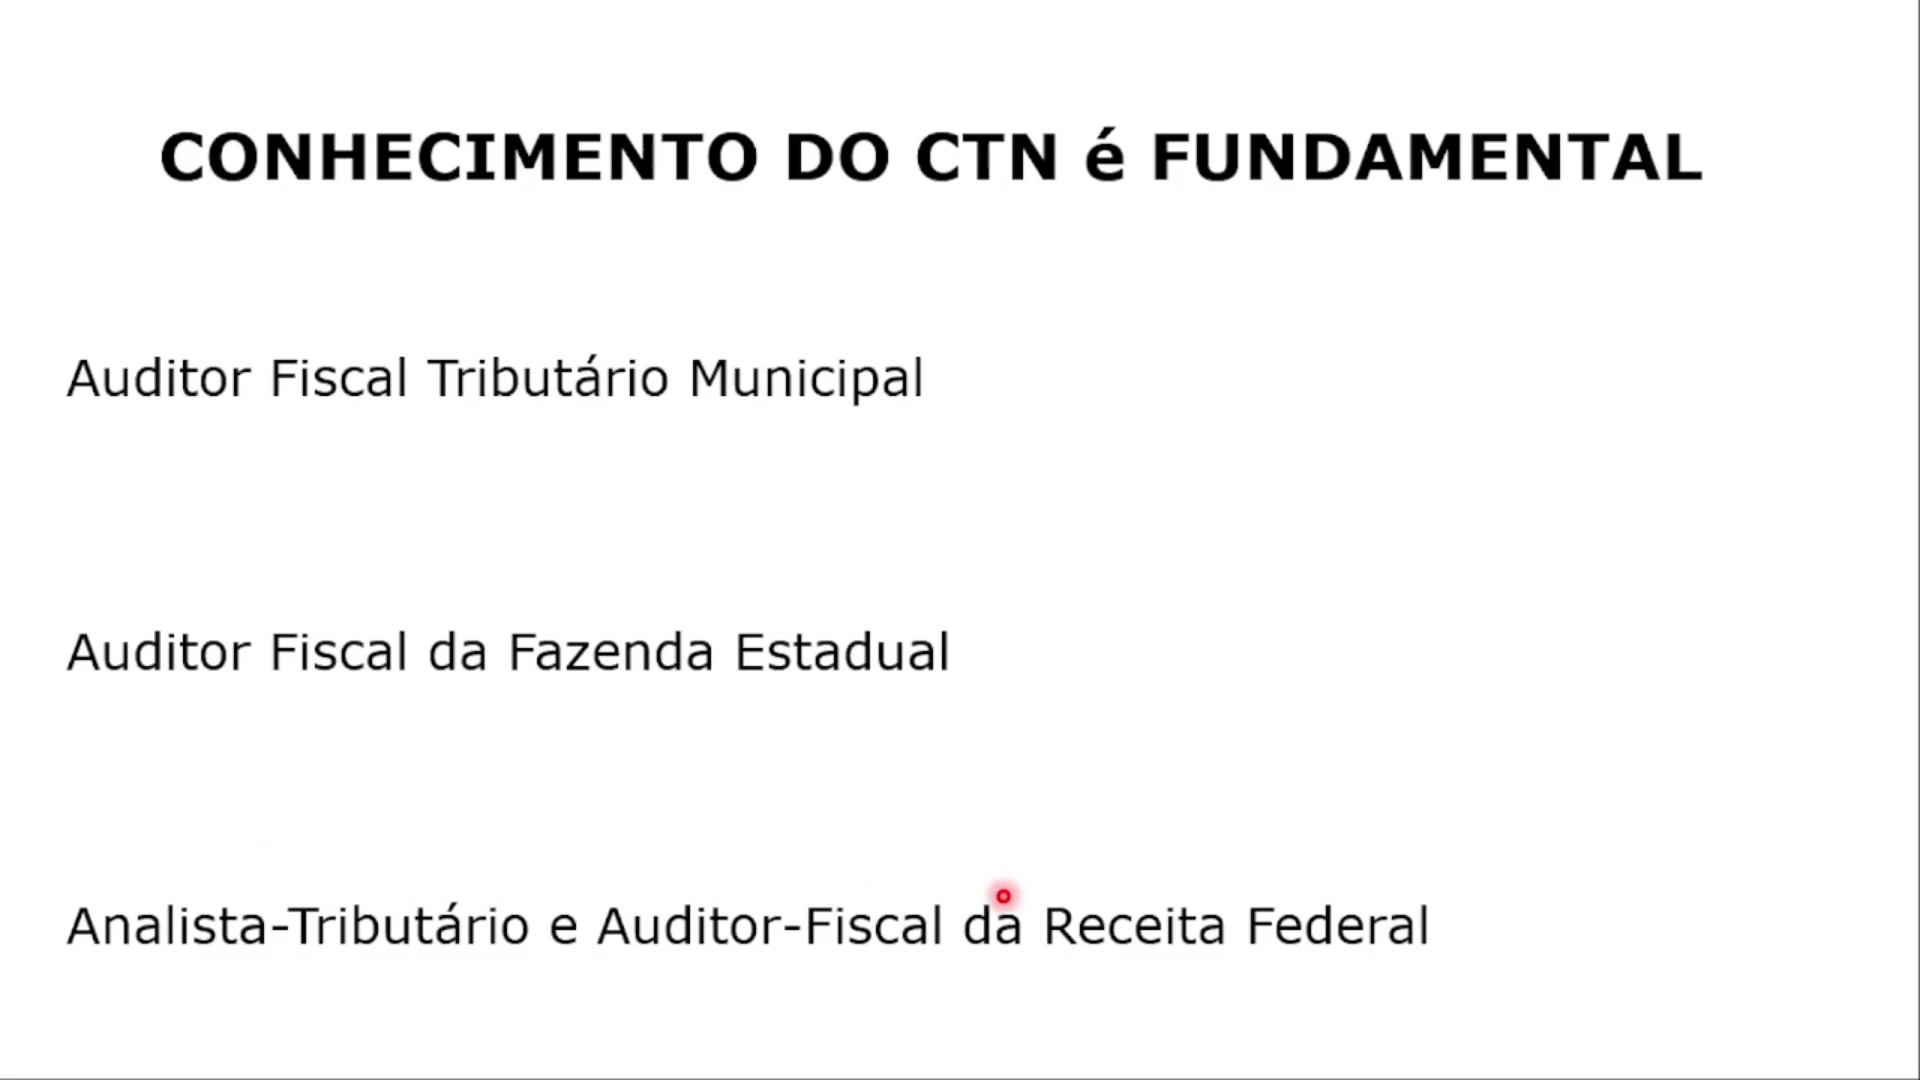 CONHECIMENTO DO CTN é FUNDAMENTAL
Auditor Fiscal Tributário Municipal
Auditor Fiscal da Fazenda Estadual
Analista-Tributário e Auditor-Fiscal da Receita Federal